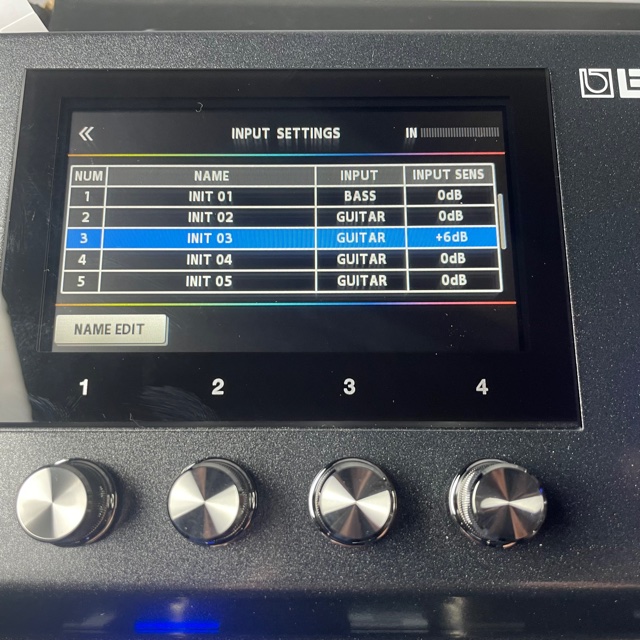 INPUT SETTINGS IN
NUM NAME INPUT INPUT SENS
1 INIT 01 BASS 0dB
2 INIT 02 GUITAR 0dB
3 INIT 03 GUITAR +6dB
4 INIT 04 GUITAR 0dB
5 INIT 05 GUITAR 0dB
NAME EDIT
1 2 3 4